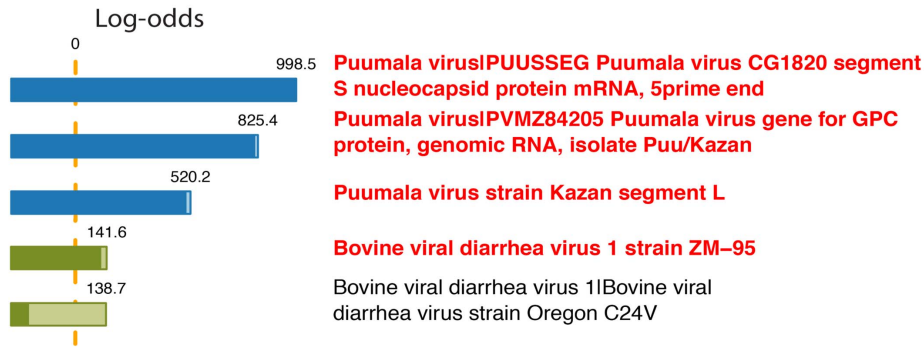 Log-odds
0
998.5
Puumala virus|PUUSSEG Puumala virus CG1820 segment
S nucleocapsid protein mRNA, 5prime end
825.4
Puumala virus|PVMZ84205 Puumala virus gene for GPC
protein, genomic RNA, isolate Puu/Kazan
520.2
Puumala virus strain Kazan segment L
141.6
Bovine viral diarrhea virus 1 strain ZM−95
138.7
Bovine viral diarrhea virus 1|Bovine viral
diarrhea virus strain Oregon C24V